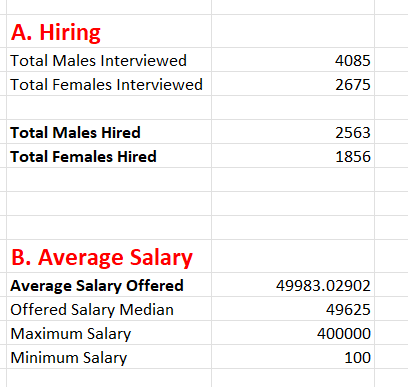 A. Hiring
Total Males Interviewed 4085
Total Females Interviewed 2675
Total Males Hired 2563
Total Females Hired 1856
B. Average Salary
Average Salary Offered 49983.02902
Offered Salary Median 49625
Maximum Salary 400000
Minimum Salary 100